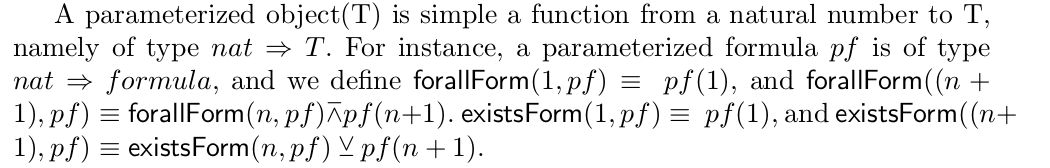 A parameterized object(T) is simple a function from a natural number to T,
namely of type nat ⇒ T. For instance, a parameterized formula pf is of type
nat ⇒ formula, and we define forallForm(1, pf) ≡ pf(1), and forallForm((n +
1), pf) ≡ forallForm(n, pf)⊼pf(n+1). existsForm(1, pf) ≡ pf(1), and existsForm((n+
1), pf) ≡ existsForm(n, pf) ⊻ pf(n + 1).